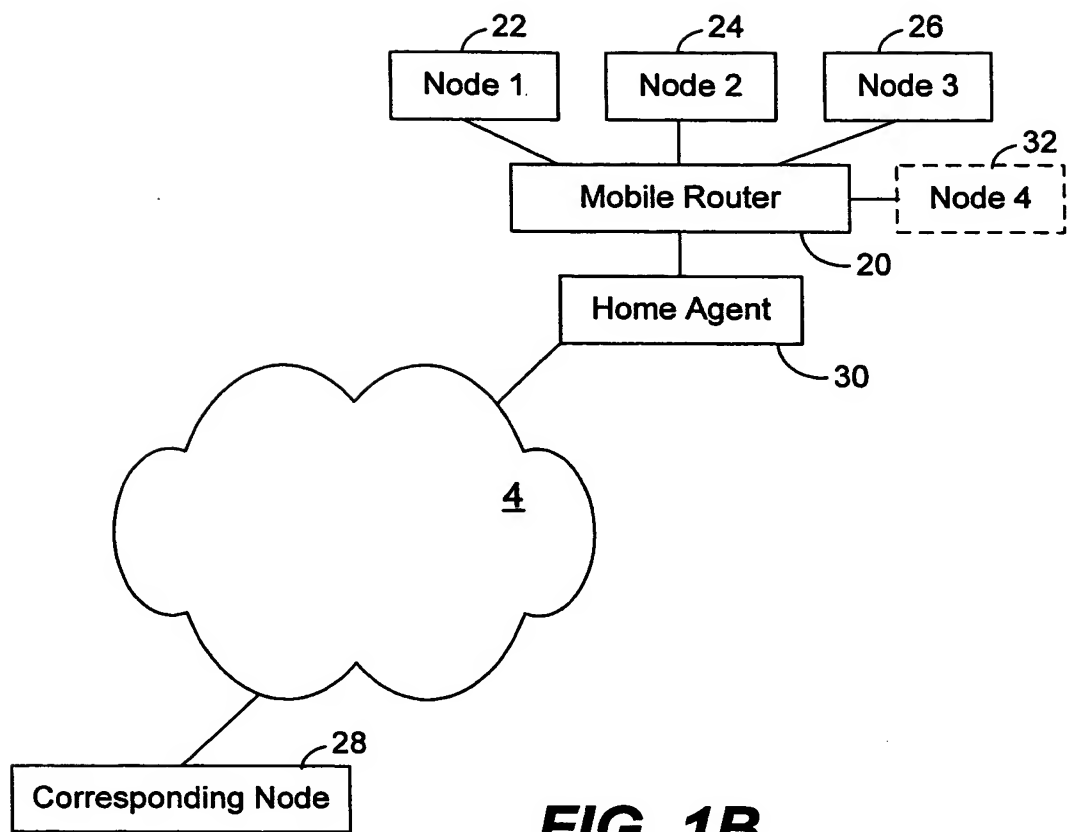 22
24
26
Node 1
Node 2
Node 3
32
Mobile Router
Node 4
20
Home Agent
30
4
28
Corresponding Node
FIG. 1B